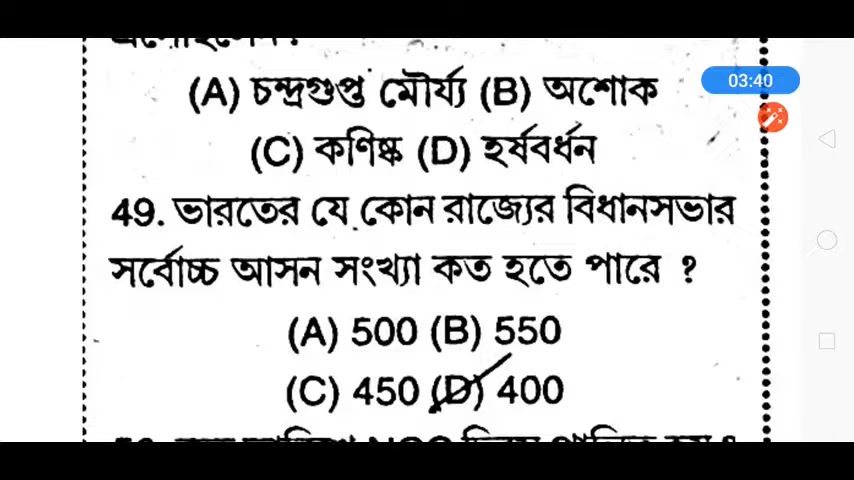 (A) চন্দ্রগুপ্ত মৌর্য্য (B) অশোক
03:40
(C) কণিষ্ক (D) হর্ষবর্ধন
49. ভারতের যে কোন রাজ্যের বিধানসভার
সর্বোচ্চ আসন সংখ্যা কত হতে পারে ?
(A) 500 (B) 550
(C) 450 (D) 400